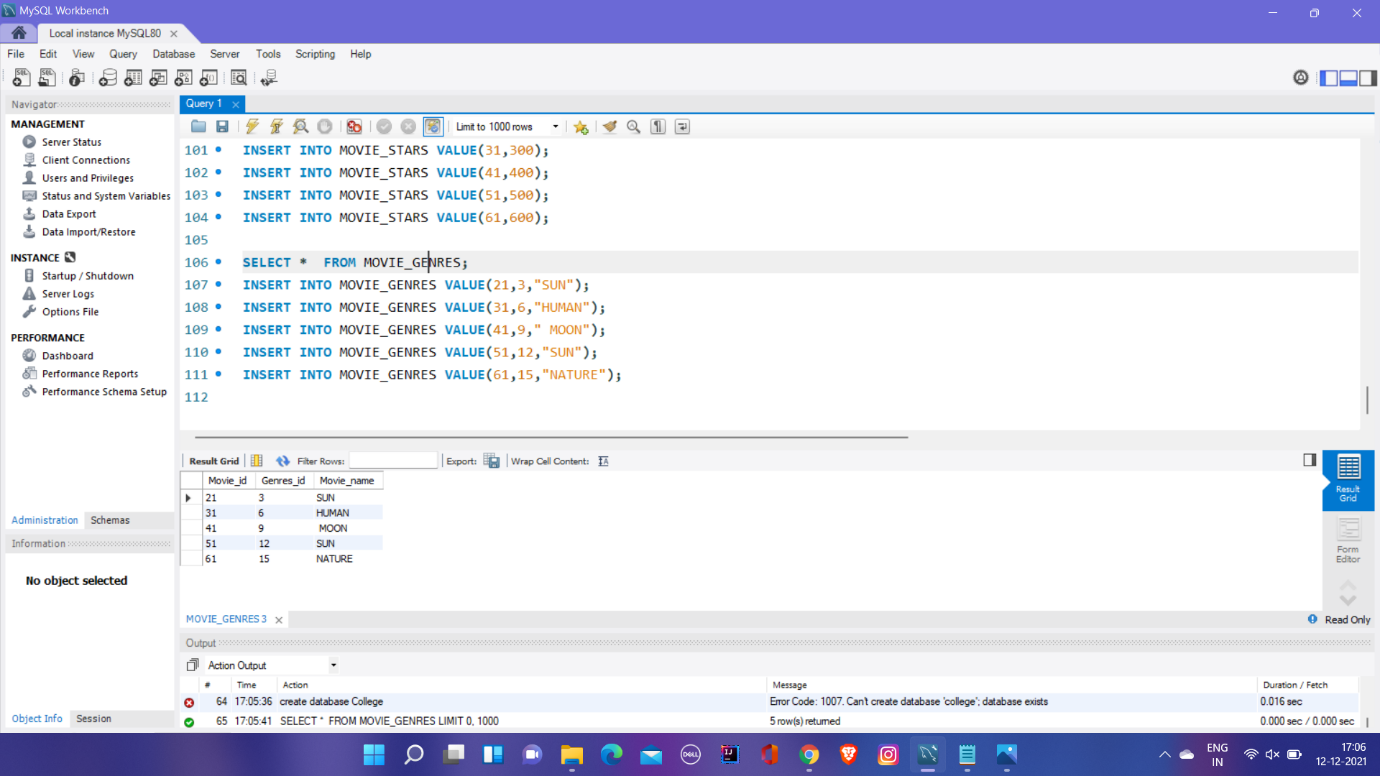 MySQL Workbench
Local instance MySQL80
File Edit View Query Database Server Tools Scripting Help
Navigator
MANAGEMENT
Server Status
Client Connections
Users and Privileges
Status and System Variables
Data Export
Data Import/Restore
INSTANCE
Startup / Shutdown
Server Logs
Options File
PERFORMANCE
Dashboard
Performance Reports
Performance Schema Setup
Administration Schemas
Information
No object selected
Object Info Session
Query 1
Limit to 1000 rows
101 INSERT INTO MOVIE_STARS VALUE(31,300);
102 INSERT INTO MOVIE_STARS VALUE(41,400);
103 INSERT INTO MOVIE_STARS VALUE(51,500);
104 INSERT INTO MOVIE_STARS VALUE(61,600);
105
106 SELECT *  FROM MOVIE_GENRES;
107 INSERT INTO MOVIE_GENRES VALUE(21,3,"SUN");
108 INSERT INTO MOVIE_GENRES VALUE(31,6,"HUMAN");
109 INSERT INTO MOVIE_GENRES VALUE(41,9," MOON");
110 INSERT INTO MOVIE_GENRES VALUE(51,12,"SUN");
111 INSERT INTO MOVIE_GENRES VALUE(61,15,"NATURE");
112
Result Grid Filter Rows: Export: Wrap Cell Content:
Movie_id Genres_id Movie_name
21 3 SUN
31 6 HUMAN
41 9 MOON
51 12 SUN
61 15 NATURE
Result
Grid
Form
Editor
MOVIE_GENRES 3
Read Only
Output
Action Output
# Time Action Message Duration / Fetch
64 17:05:36 create database College Error Code: 1007. Can't create database 'college'; database exists 0.016 sec
65 17:05:41 SELECT * FROM MOVIE_GENRES LIMIT 0, 1000 5 row(s) returned 0.000 sec / 0.000 sec
DELL
IJ
ENG
IN
17:06
12-12-2021